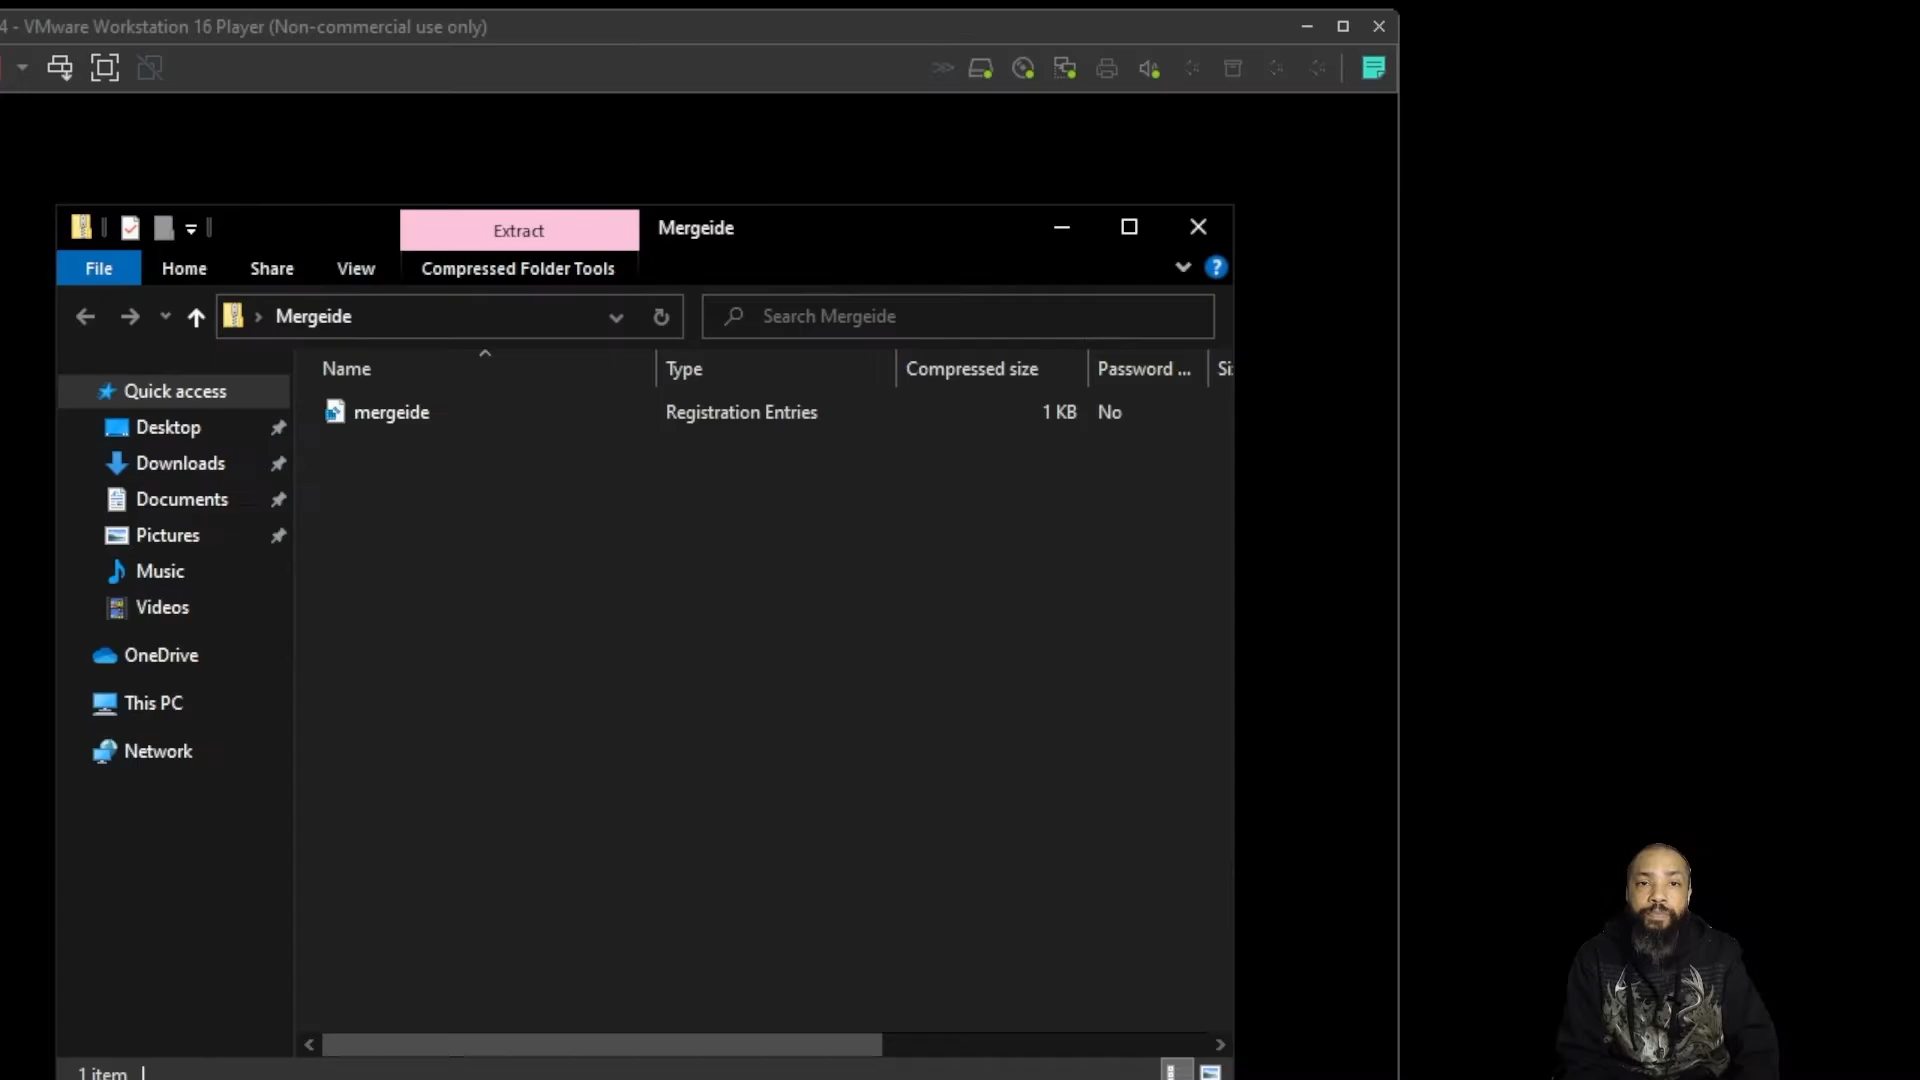 4 - VMware Workstation 16 Player (Non-commercial use only)
Extract
Mergeide
File
Home
Share
View
Compressed Folder Tools
?
Mergeide
Search Mergeide
Name
Type
Compressed size
Password ...
Si
Quick access
mergeide
Registration Entries
1 KB
No
Desktop
Downloads
Documents
Pictures
Music
Videos
OneDrive
This PC
Network
1 item